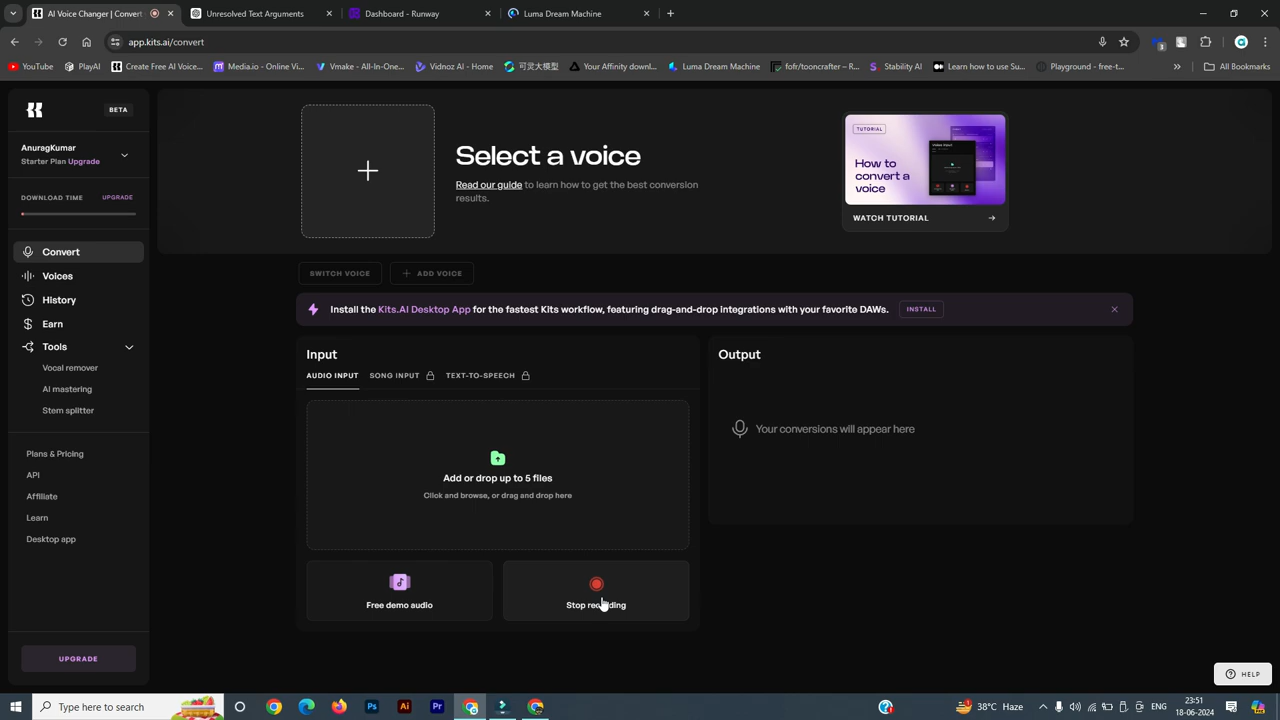 AI Voice Changer | Convert
Unresolved Text Arguments
Dashboard - Runway
Luma Dream Machine
app.kits.ai/convert
YouTube
PlayAI
Create Free AI Voice...
Media.io - Online Vi...
Vmake - All-In-One...
Vidnoz AI - Home
可灵大模型
Your Affinity downl...
Luma Dream Machine
fofr/tooncrafter – R...
Stability AI
Learn how to use Su...
Playground - free-t...
All Bookmarks
BETA
AnuragKumar
Starter Plan Upgrade
DOWNLOAD TIME
UPGRADE
Convert
Voices
History
Earn
Tools
Vocal remover
AI mastering
Stem splitter
Plans & Pricing
API
Affiliate
Learn
Desktop app
UPGRADE
Select a voice
Read our guide to learn how to get the best conversion
results.
TUTORIAL
How to
convert a
voice
WATCH TUTORIAL
SWITCH VOICE
ADD VOICE
Install the Kits.AI Desktop App for the fastest Kits workflow, featuring drag-and-drop integrations with your favorite DAWs.
INSTALL
Input
AUDIO INPUT
SONG INPUT
TEXT-TO-SPEECH
Add or drop up to 5 files
Click and browse, or drag and drop here
Free demo audio
Stop recording
Output
Your conversions will appear here
HELP
Type here to search
38°C Haze
ENG
23:51
18-06-2024